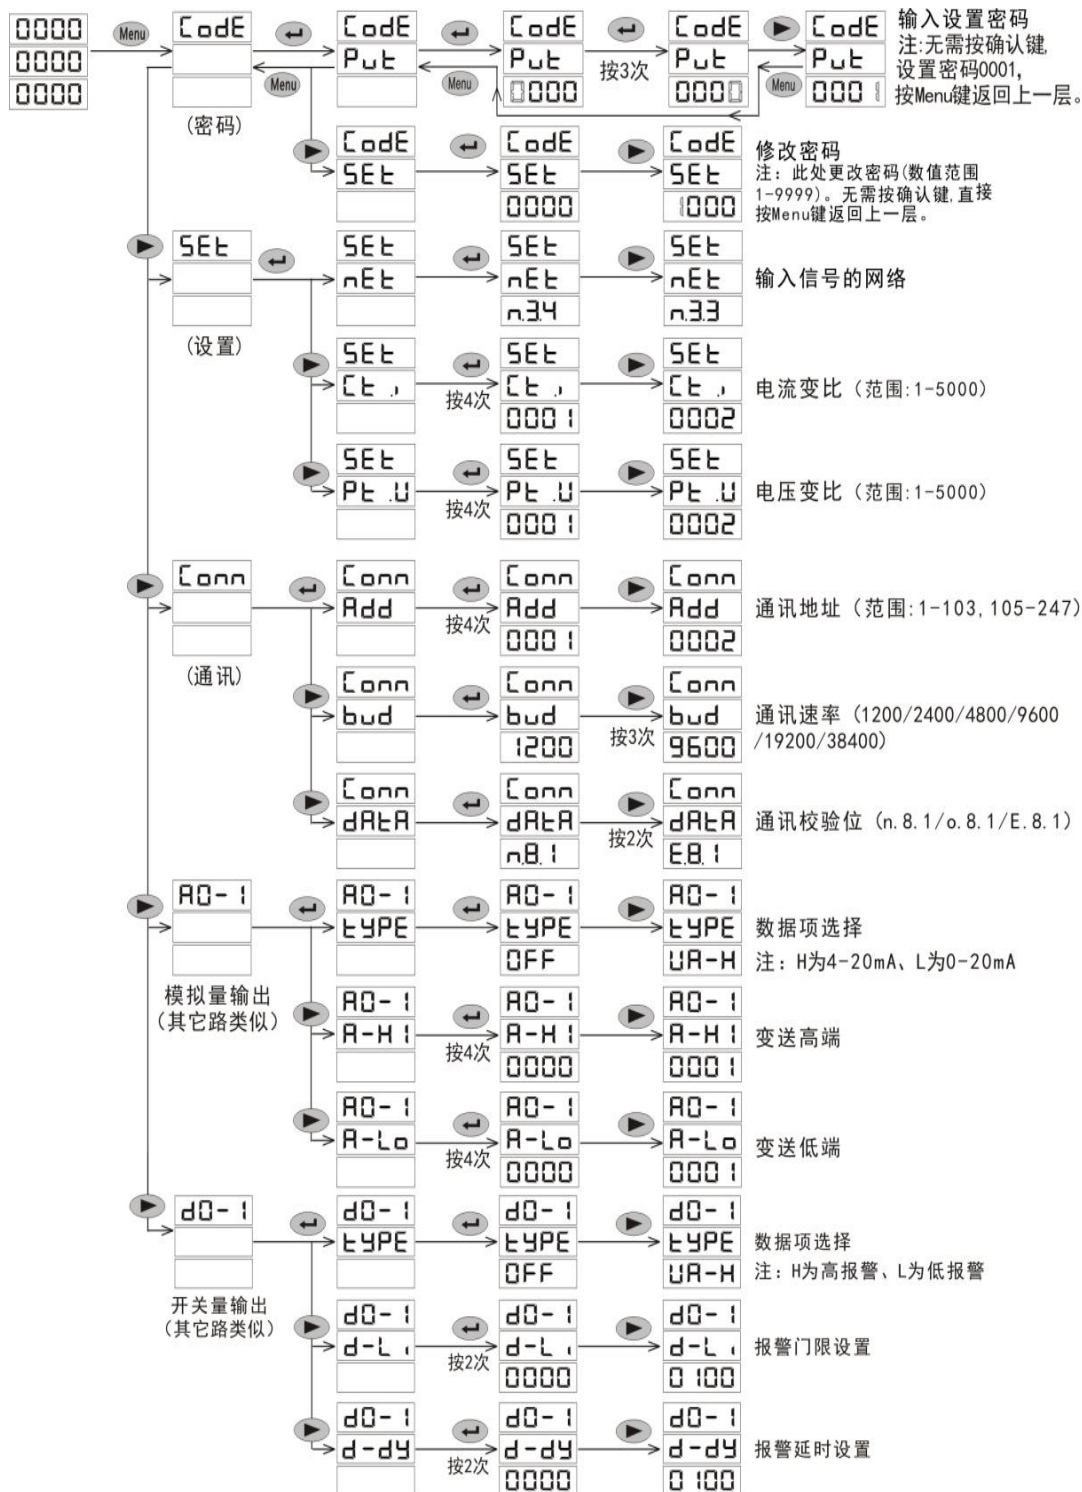 0000 CodE CodE CodE CodE CodE 输入设置密码
Menu 注:无需按确认键,
0000 Put Put Put Put 设置密码0001,
0000 Menu Menu 0000 按3次 0000 Menu 0001 按Menu键返回上一层。
(密码)
CodE CodE CodE 修改密码
SEt SEt SEt 注：此处更改密码(数值范围
1-9999)。无需按确认键,直接
0000 1000 按Menu键返回上一层。
SEt SEt SEt SEt
nEt nEt nEt 输入信号的网络
n.3.4 n.3.3
(设置)
SEt SEt SEt
Ct.i Ct.i Ct.i 电流变比（范围:1-5000）
按4次 0001 0002
SEt SEt SEt
Pt.U Pt.U Pt.U 电压变比（范围:1-5000）
按4次 0001 0002
Conn Conn Conn Conn
Add Add Add 通讯地址（范围:1-103,105-247)
按4次 0001 0002
(通讯)
Conn Conn Conn
bud bud bud 通讯速率（1200/2400/4800/9600
1200 按3次 9600 /19200/38400)
Conn Conn Conn
dAtA dAtA dAtA 通讯校验位（n.8.1/o.8.1/E.8.1)
n.8.1 按2次 E.8.1
AO-1 AO-1 AO-1 AO-1
tYPE tYPE tYPE 数据项选择
OFF UA-H 注：H为4-20mA、L为0-20mA
模拟量输出
（其它路类似）
AO-1 AO-1 AO-1
A-HI A-HI A-HI 变送高端
按4次 0000 0001
AO-1 AO-1 AO-1
A-Lo A-Lo A-Lo 变送低端
按4次 0000 0001
dO-1 dO-1 dO-1 dO-1
tYPE tYPE tYPE 数据项选择
OFF UA-H 注：H为高报警、L为低报警
开关量输出
（其它路类似）
dO-1 dO-1 dO-1
d-Li d-Li d-Li 报警门限设置
按2次 0000 0100
dO-1 dO-1 dO-1
d-dY d-dY d-dY 报警延时设置
按2次 0000 0100